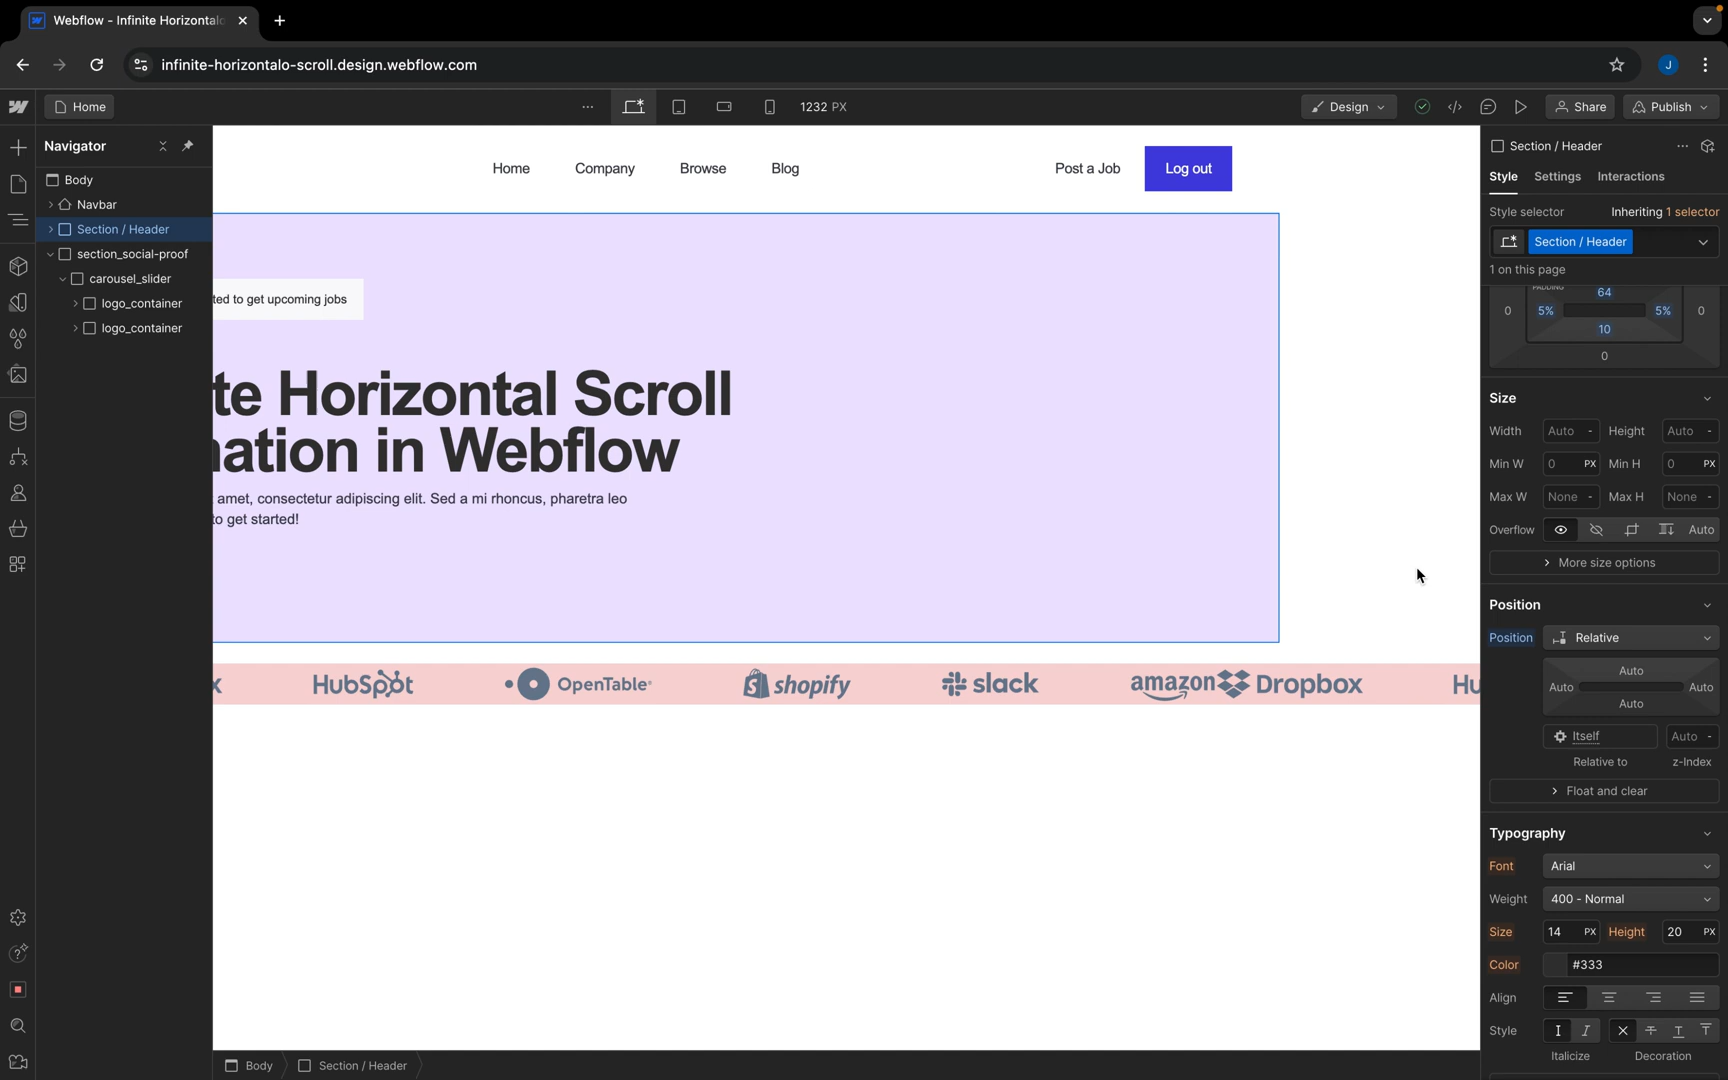 Webflow - Infinite Horizontalo
infinite-horizontalo-scroll.design.webflow.com
J
Home
1232 PX
Design
Share
Publish
Navigator
Body
Navbar
Section / Header
section_social-proof
carousel_slider
logo_container
logo_container
Home
Company
Browse
Blog
Post a Job
Log out
ted to get upcoming jobs
te Horizontal Scroll
nation in Webflow
amet, consectetur adipiscing elit. Sed a mi rhoncus, pharetra leo
to get started!
x
HubSpot
OpenTable
shopify
slack
amazon
Dropbox
Hu
Body
Section / Header
Section / Header
Style
Settings
Interactions
Style selector
Inheriting 1 selector
Section / Header
1 on this page
PADDING
64
0
5%
5%
0
10
0
Size
Width
Auto -
Height
Auto -
Min W
0 PX
Min H
0 PX
Max W
None -
Max H
None -
Overflow
Auto
More size options
Position
Position
Relative
Auto
Auto
Auto
Auto
Itself
Auto -
Relative to
z-Index
Float and clear
Typography
Font
Arial
Weight
400 - Normal
Size
14 PX
Height
20 PX
Color
#333
Align
Style
Italicize
Decoration